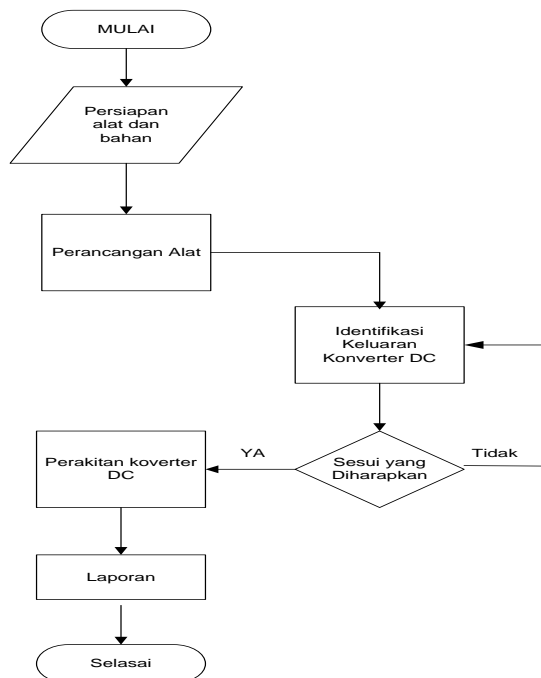 MULAI
Persiapan
alat dan
bahan
Perancangan Alat
Identifikasi
Keluaran
Konverter DC
Sesui yang
Diharapkan
YA
Tidak
Perakitan koverter
DC
Laporan
Selasai